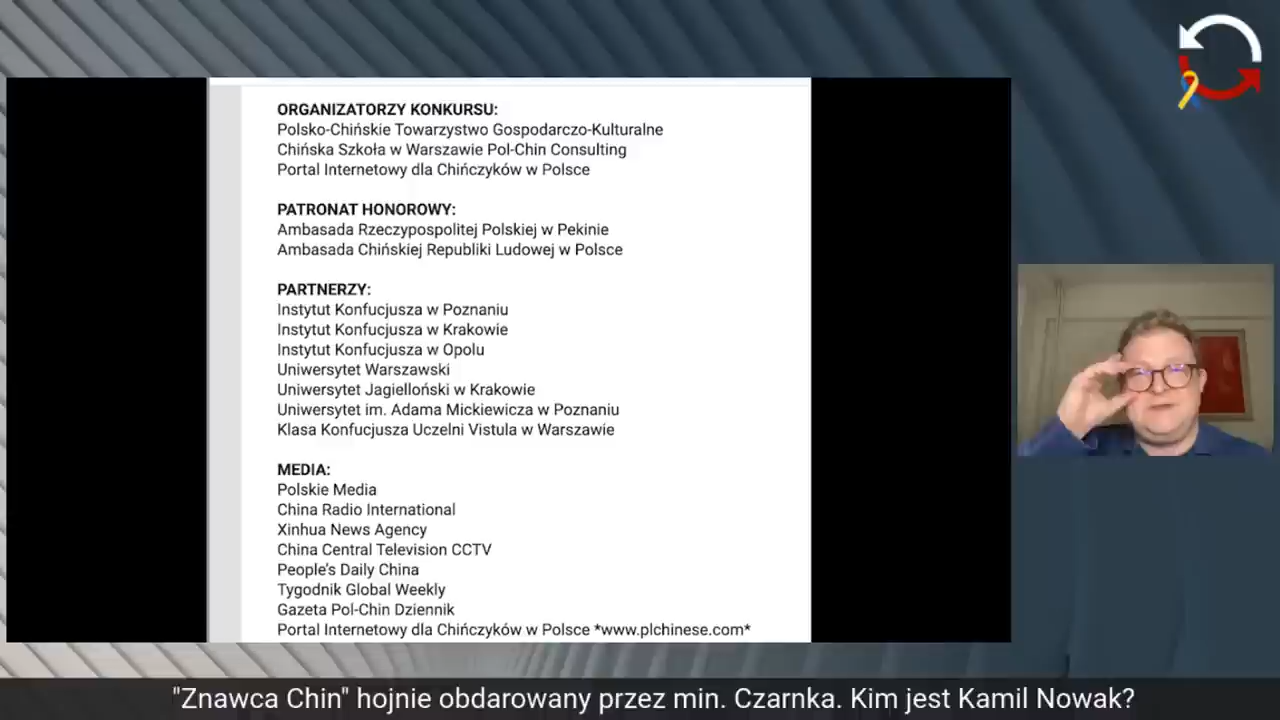 ORGANIZATORZY KONKURSU:
Polsko-Chińskie Towarzystwo Gospodarczo-Kulturalne
Chińska Szkoła w Warszawie Pol-Chin Consulting
Portal Internetowy dla Chińczyków w Polsce
PATRONAT HONOROWY:
Ambasada Rzeczypospolitej Polskiej w Pekinie
Ambasada Chińskiej Republiki Ludowej w Polsce
PARTNERZY:
Instytut Konfucjusza w Poznaniu
Instytut Konfucjusza w Krakowie
Instytut Konfucjusza w Opolu
Uniwersytet Warszawski
Uniwersytet Jagielloński w Krakowie
Uniwersytet im. Adama Mickiewicza w Poznaniu
Klasa Konfucjusza Uczelni Vistula w Warszawie
MEDIA:
Polskie Media
China Radio International
Xinhua News Agency
China Central Television CCTV
People's Daily China
Tygodnik Global Weekly
Gazeta Pol-Chin Dziennik
Portal Internetowy dla Chińczyków w Polsce *www.plchinese.com*
"Znawca Chin" hojnie obdarowany przez min. Czarnka. Kim jest Kamil Nowak?